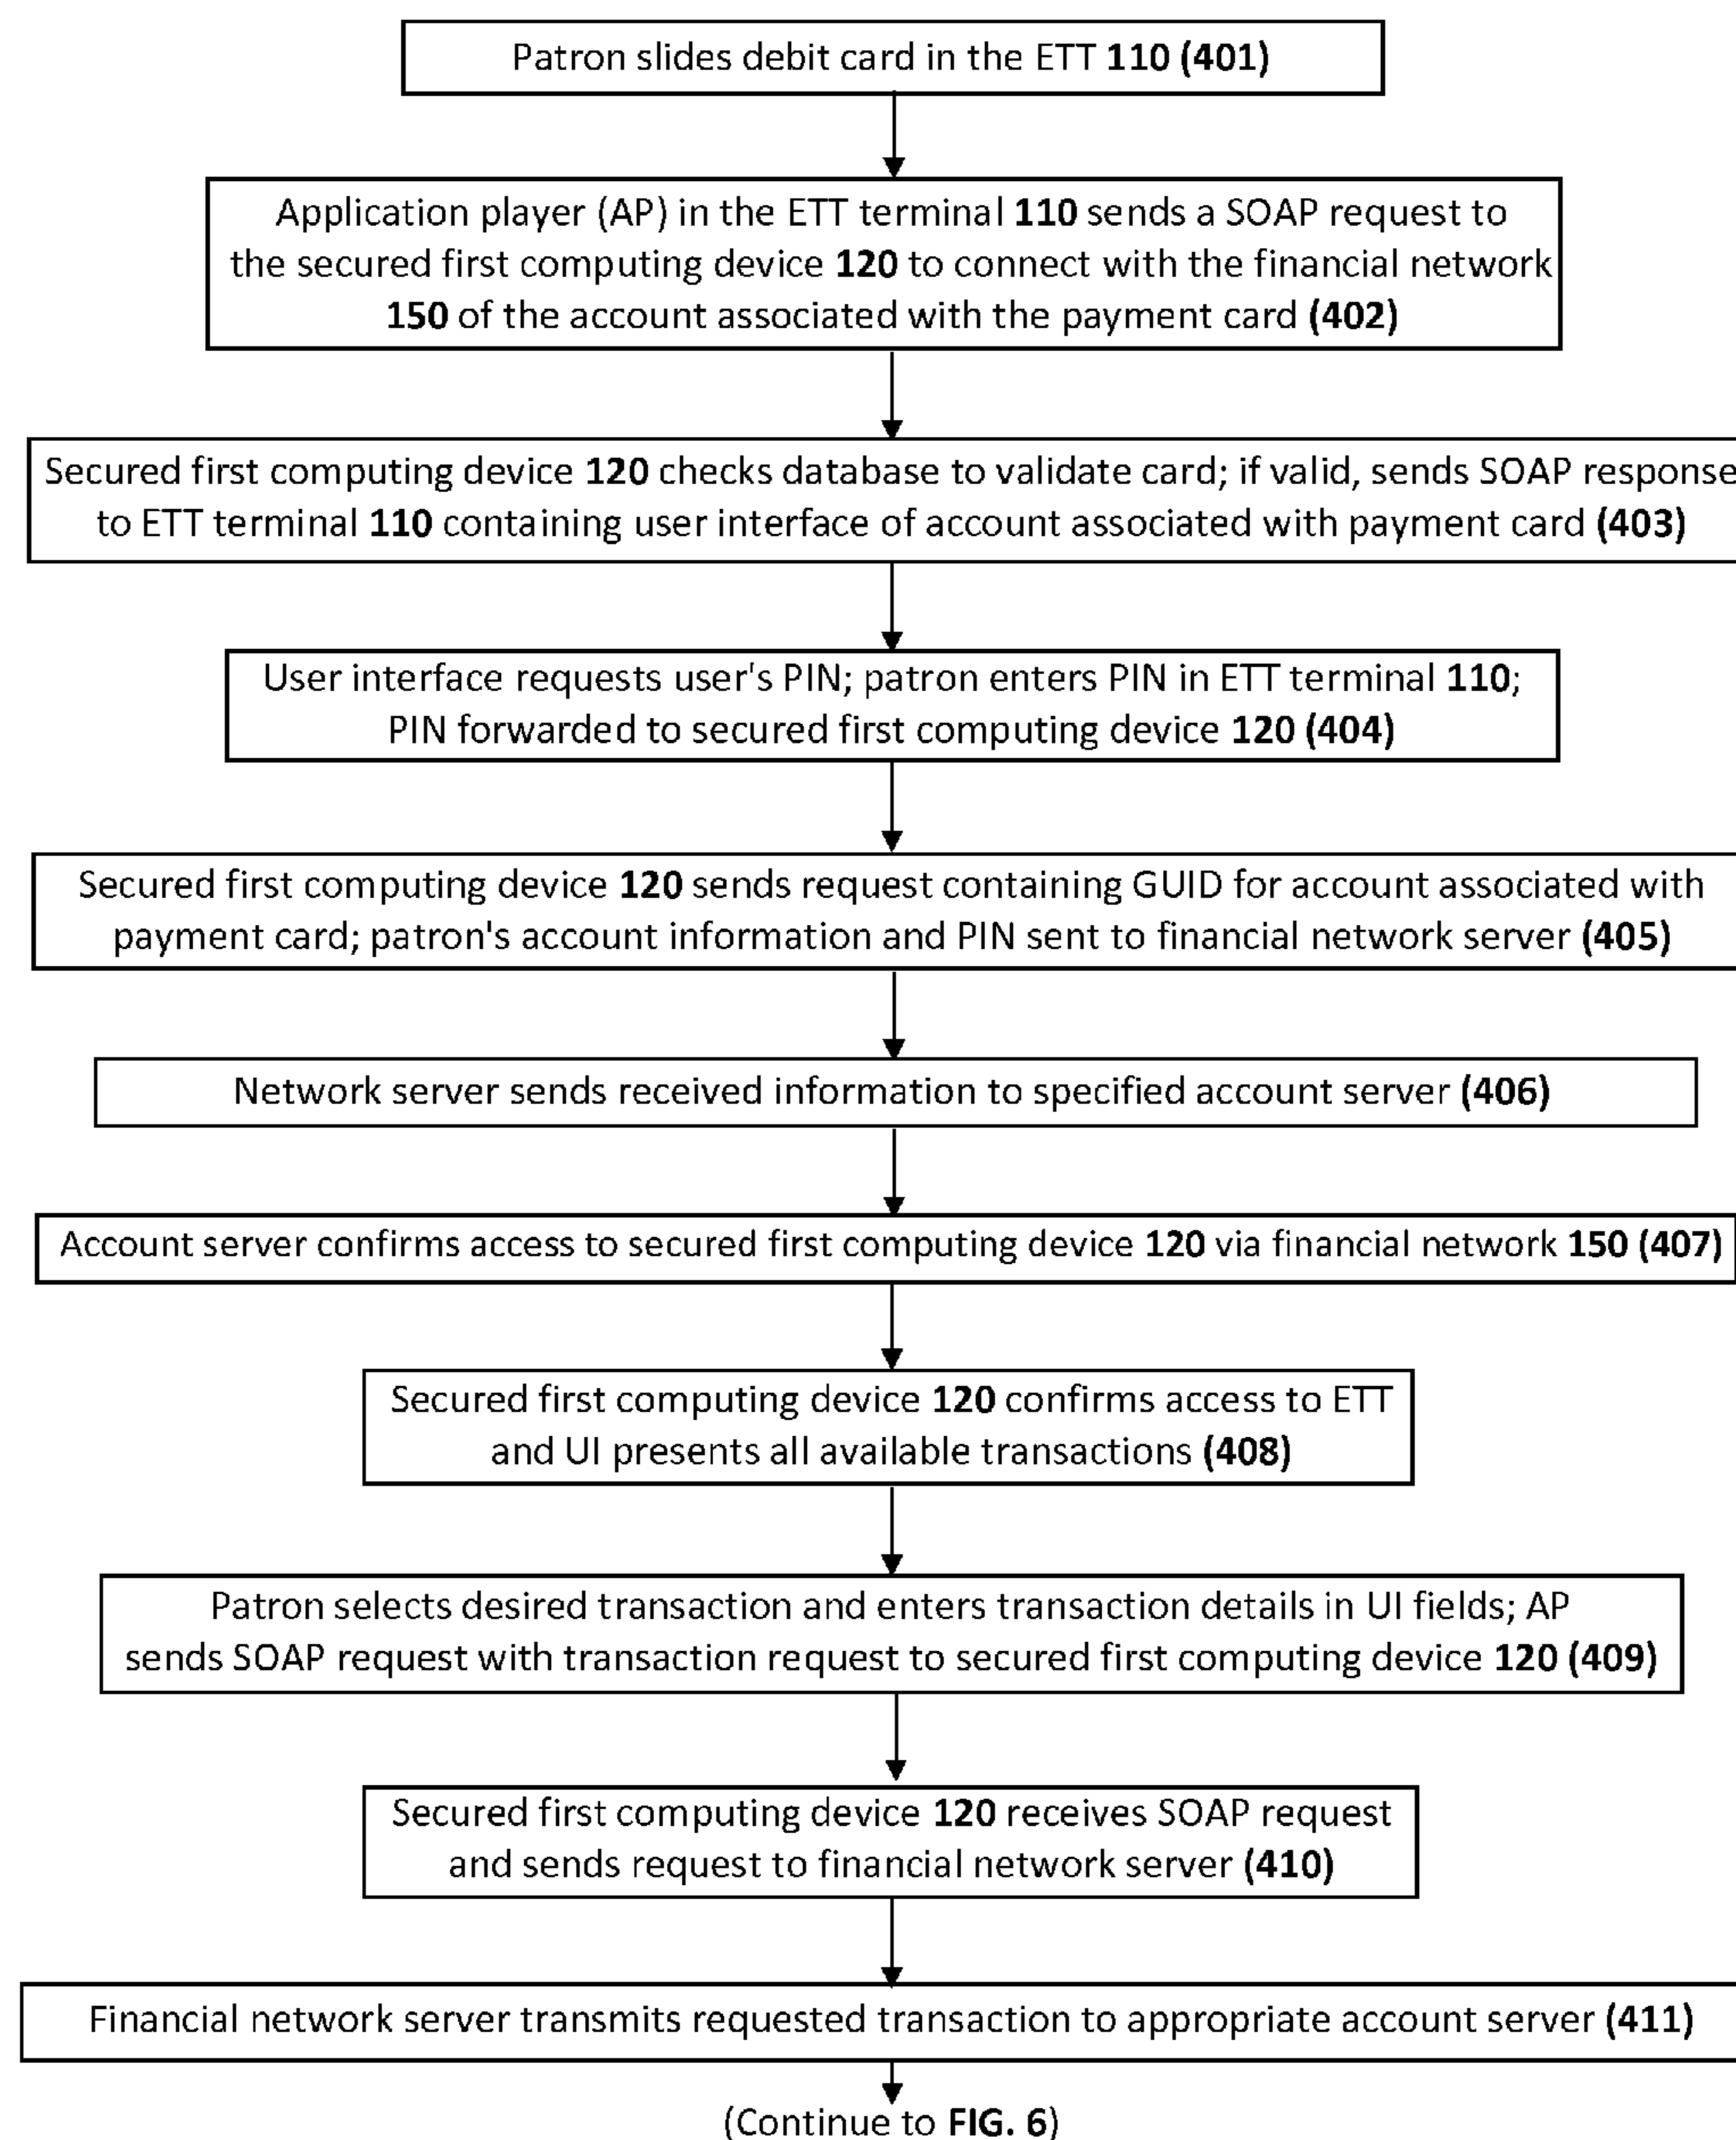 Patron slides debit card in the ETT 110 (401)
Application player (AP) in the ETT terminal 110 sends a SOAP request to
the secured first computing device 120 to connect with the financial network
150 of the account associated with the payment card (402)
Secured first computing device 120 checks database to validate card; if valid, sends SOAP response
to ETT terminal 110 containing user interface of account associated with payment card (403)
User interface requests user's PIN; patron enters PIN in ETT terminal 110;
PIN forwarded to secured first computing device 120 (404)
Secured first computing device 120 sends request containing GUID for account associated with
payment card; patron's account information and PIN sent to financial network server (405)
Network server sends received information to specified account server (406)
Account server confirms access to secured first computing device 120 via financial network 150 (407)
Secured first computing device 120 confirms access to ETT
and UI presents all available transactions (408)
Patron selects desired transaction and enters transaction details in UI fields; AP
sends SOAP request with transaction request to secured first computing device 120 (409)
Secured first computing device 120 receives SOAP request
and sends request to financial network server (410)
Financial network server transmits requested transaction to appropriate account server (411)
(Continue to FIG. 6)